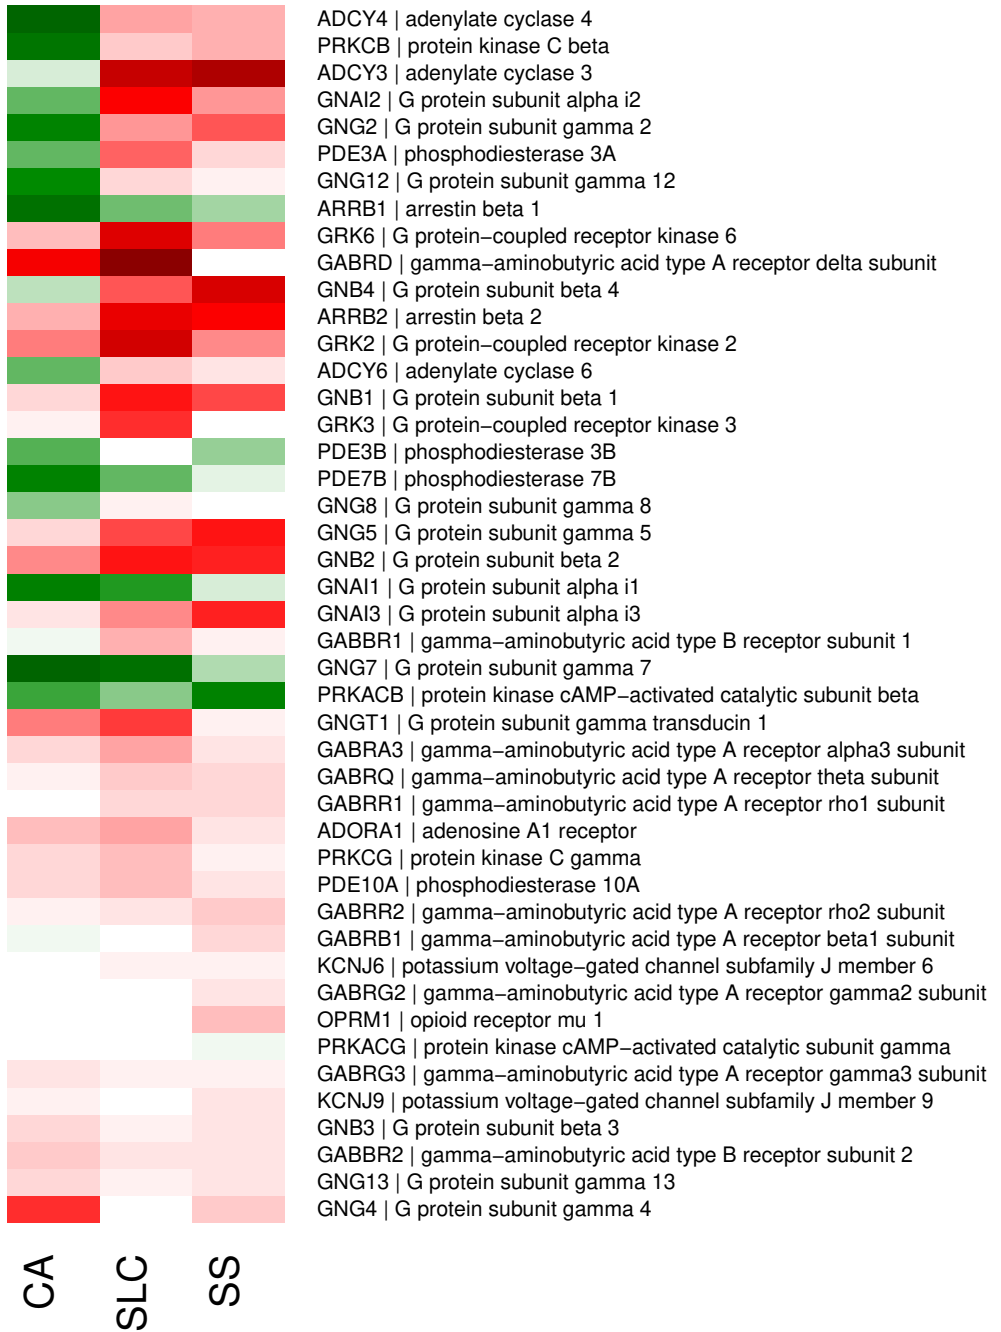 ADCY4 | adenylate cyclase 4
PRKCB | protein kinase C beta
ADCY3 | adenylate cyclase 3
GNAI2 | G protein subunit alpha i2
GNG2 | G protein subunit gamma 2
PDE3A | phosphodiesterase 3A
GNG12 | G protein subunit gamma 12
ARRB1 | arrestin beta 1
GRK6 | G protein−coupled receptor kinase 6
GABRD | gamma−aminobutyric acid type A receptor delta subunit
GNB4 | G protein subunit beta 4
ARRB2 | arrestin beta 2
GRK2 | G protein−coupled receptor kinase 2
ADCY6 | adenylate cyclase 6
GNB1 | G protein subunit beta 1
GRK3 | G protein−coupled receptor kinase 3
PDE3B | phosphodiesterase 3B
PDE7B | phosphodiesterase 7B
GNG8 | G protein subunit gamma 8
GNG5 | G protein subunit gamma 5
GNB2 | G protein subunit beta 2
GNAI1 | G protein subunit alpha i1
GNAI3 | G protein subunit alpha i3
GABBR1 | gamma−aminobutyric acid type B receptor subunit 1
GNG7 | G protein subunit gamma 7
PRKACB | protein kinase cAMP−activated catalytic subunit beta
GNGT1 | G protein subunit gamma transducin 1
GABRA3 | gamma−aminobutyric acid type A receptor alpha3 subunit
GABRQ | gamma−aminobutyric acid type A receptor theta subunit
GABRR1 | gamma−aminobutyric acid type A receptor rho1 subunit
ADORA1 | adenosine A1 receptor
PRKCG | protein kinase C gamma
PDE10A | phosphodiesterase 10A
GABRR2 | gamma−aminobutyric acid type A receptor rho2 subunit
GABRB1 | gamma−aminobutyric acid type A receptor beta1 subunit
KCNJ6 | potassium voltage−gated channel subfamily J member 6
GABRG2 | gamma−aminobutyric acid type A receptor gamma2 subunit
OPRM1 | opioid receptor mu 1
PRKACG | protein kinase cAMP−activated catalytic subunit gamma
GABRG3 | gamma−aminobutyric acid type A receptor gamma3 subunit
KCNJ9 | potassium voltage−gated channel subfamily J member 9
GNB3 | G protein subunit beta 3
GABBR2 | gamma−aminobutyric acid type B receptor subunit 2
GNG13 | G protein subunit gamma 13
GNG4 | G protein subunit gamma 4
CA
SLC
SS